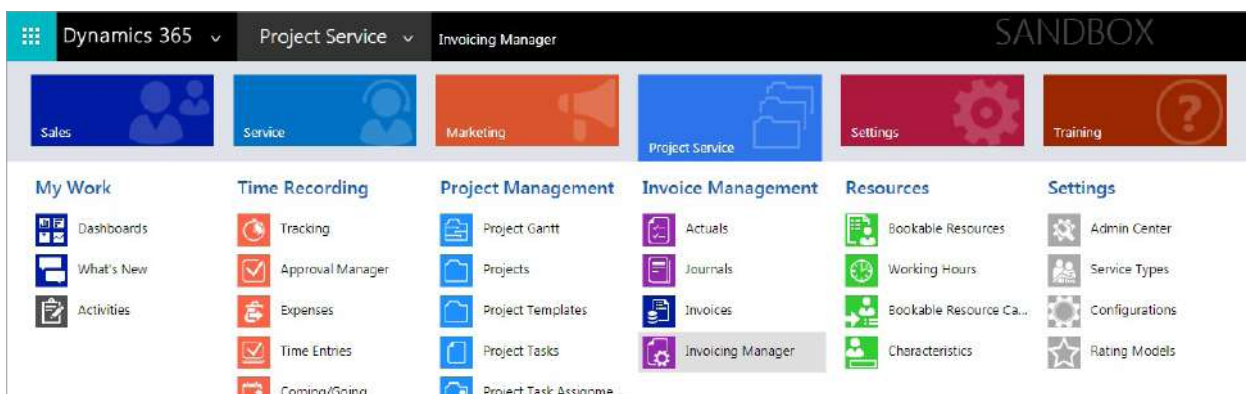 Dynamics 365 Project Service Invoicing Manager SANDBOX
Sales Service Marketing Project Service Settings Training
My Work Time Recording Project Management Invoice Management Resources Settings
Dashboards Tracking Project Gantt Actuals Bookable Resources Admin Center
What's New Approval Manager Projects Journals Working Hours Service Types
Activities Expenses Project Templates Invoices Bookable Resource Ca... Configurations
Time Entries Project Tasks Invoicing Manager Characteristics Rating Models
Coming/Going Project Task Assignme...